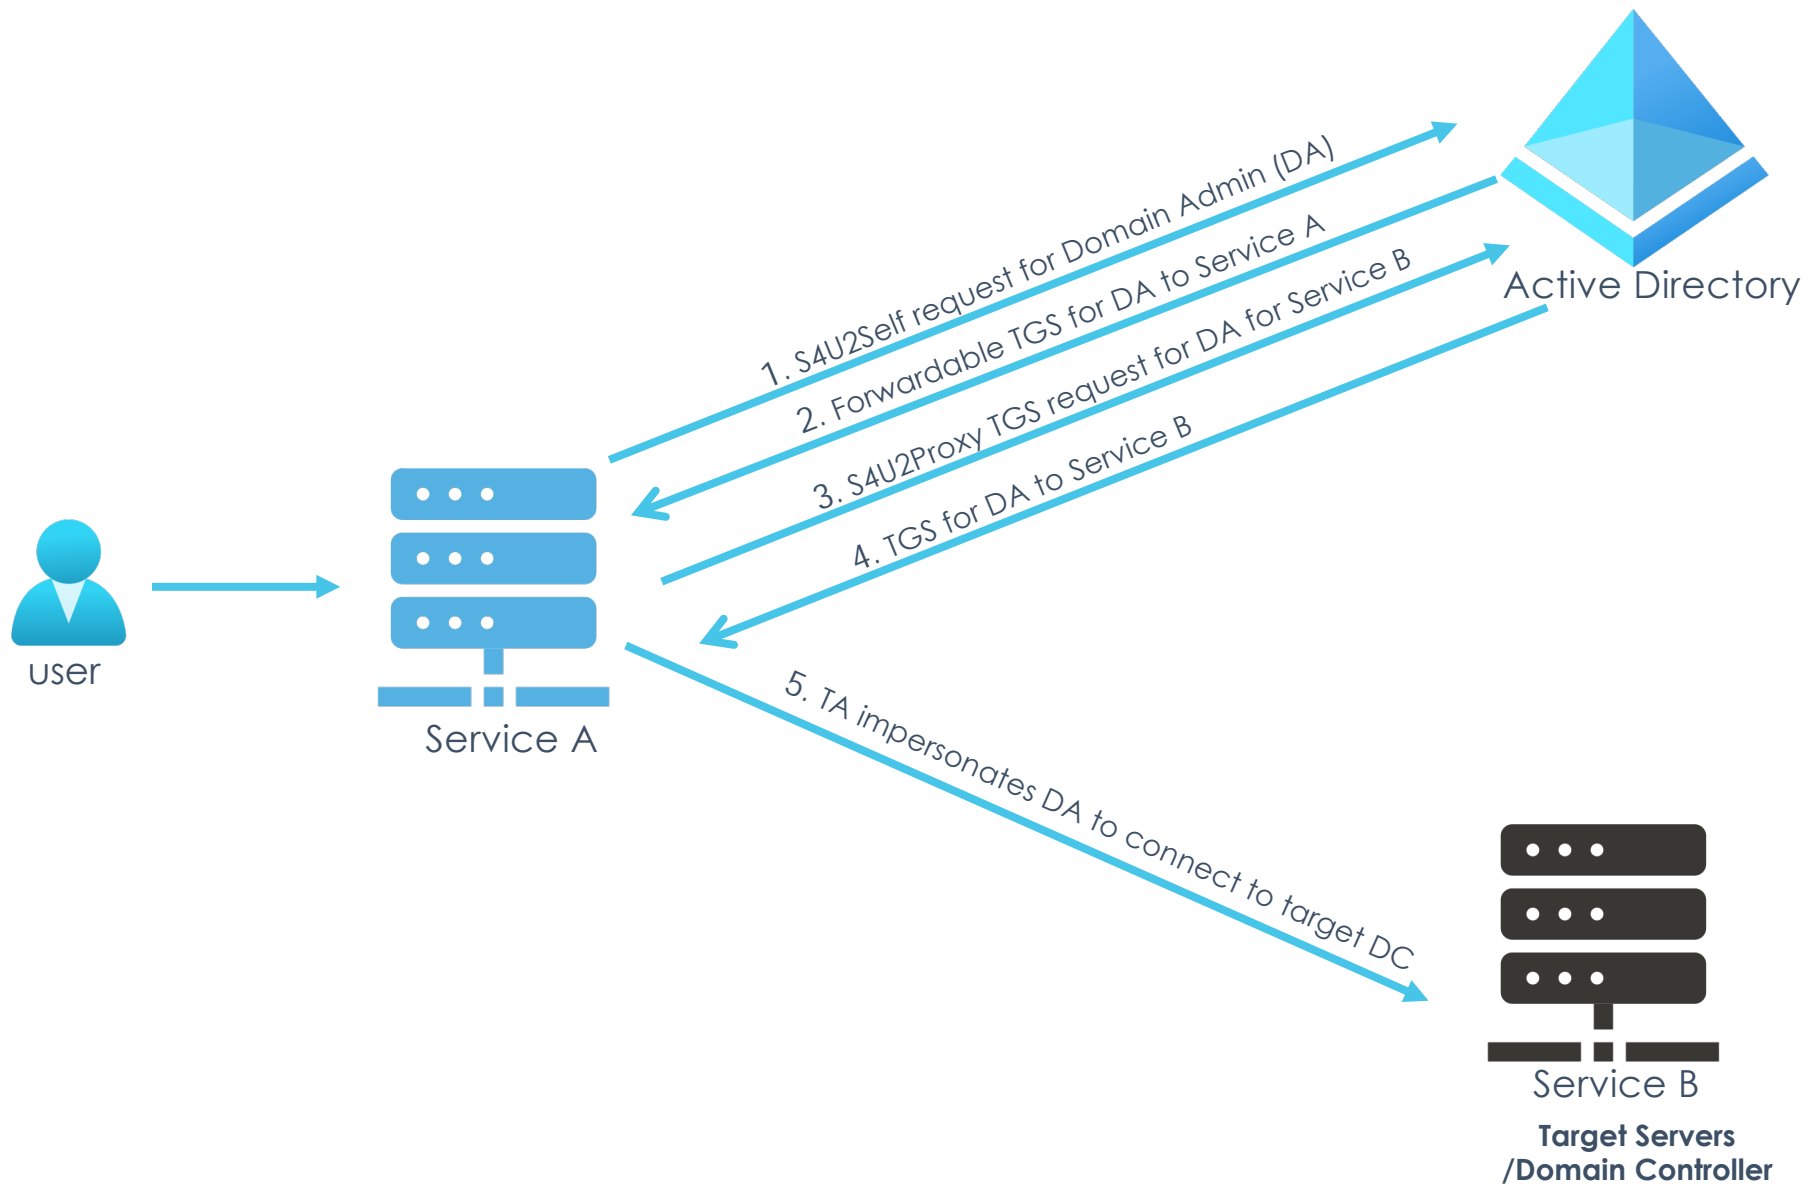 1. S4U2Self request for Domain Admin (DA)
2. Forwardable TGS for DA to Service A
3. S4U2Proxy TGS request for DA for Service B
4. TGS for DA to Service B
Active Directory
user
Service A
5. TA impersonates DA to connect to target DC
Service B
Target Servers
/Domain Controller